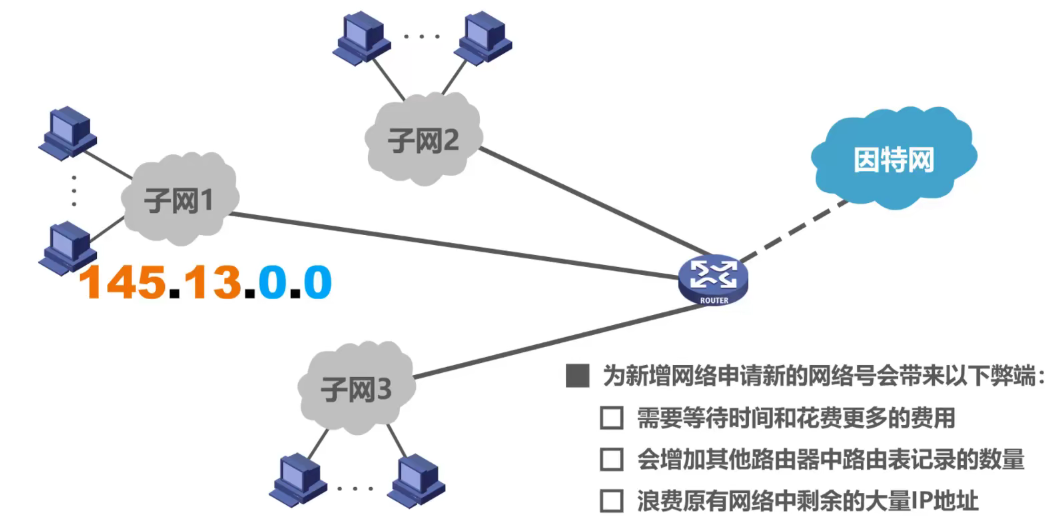 子网2
因特网
子网1
145.13.0.0
ROUTER
子网3
为新增网络申请新的网络号会带来以下弊端：
需要等待时间和花费更多的费用
会增加其他路由器中路由表记录的数量
浪费原有网络中剩余的大量IP地址